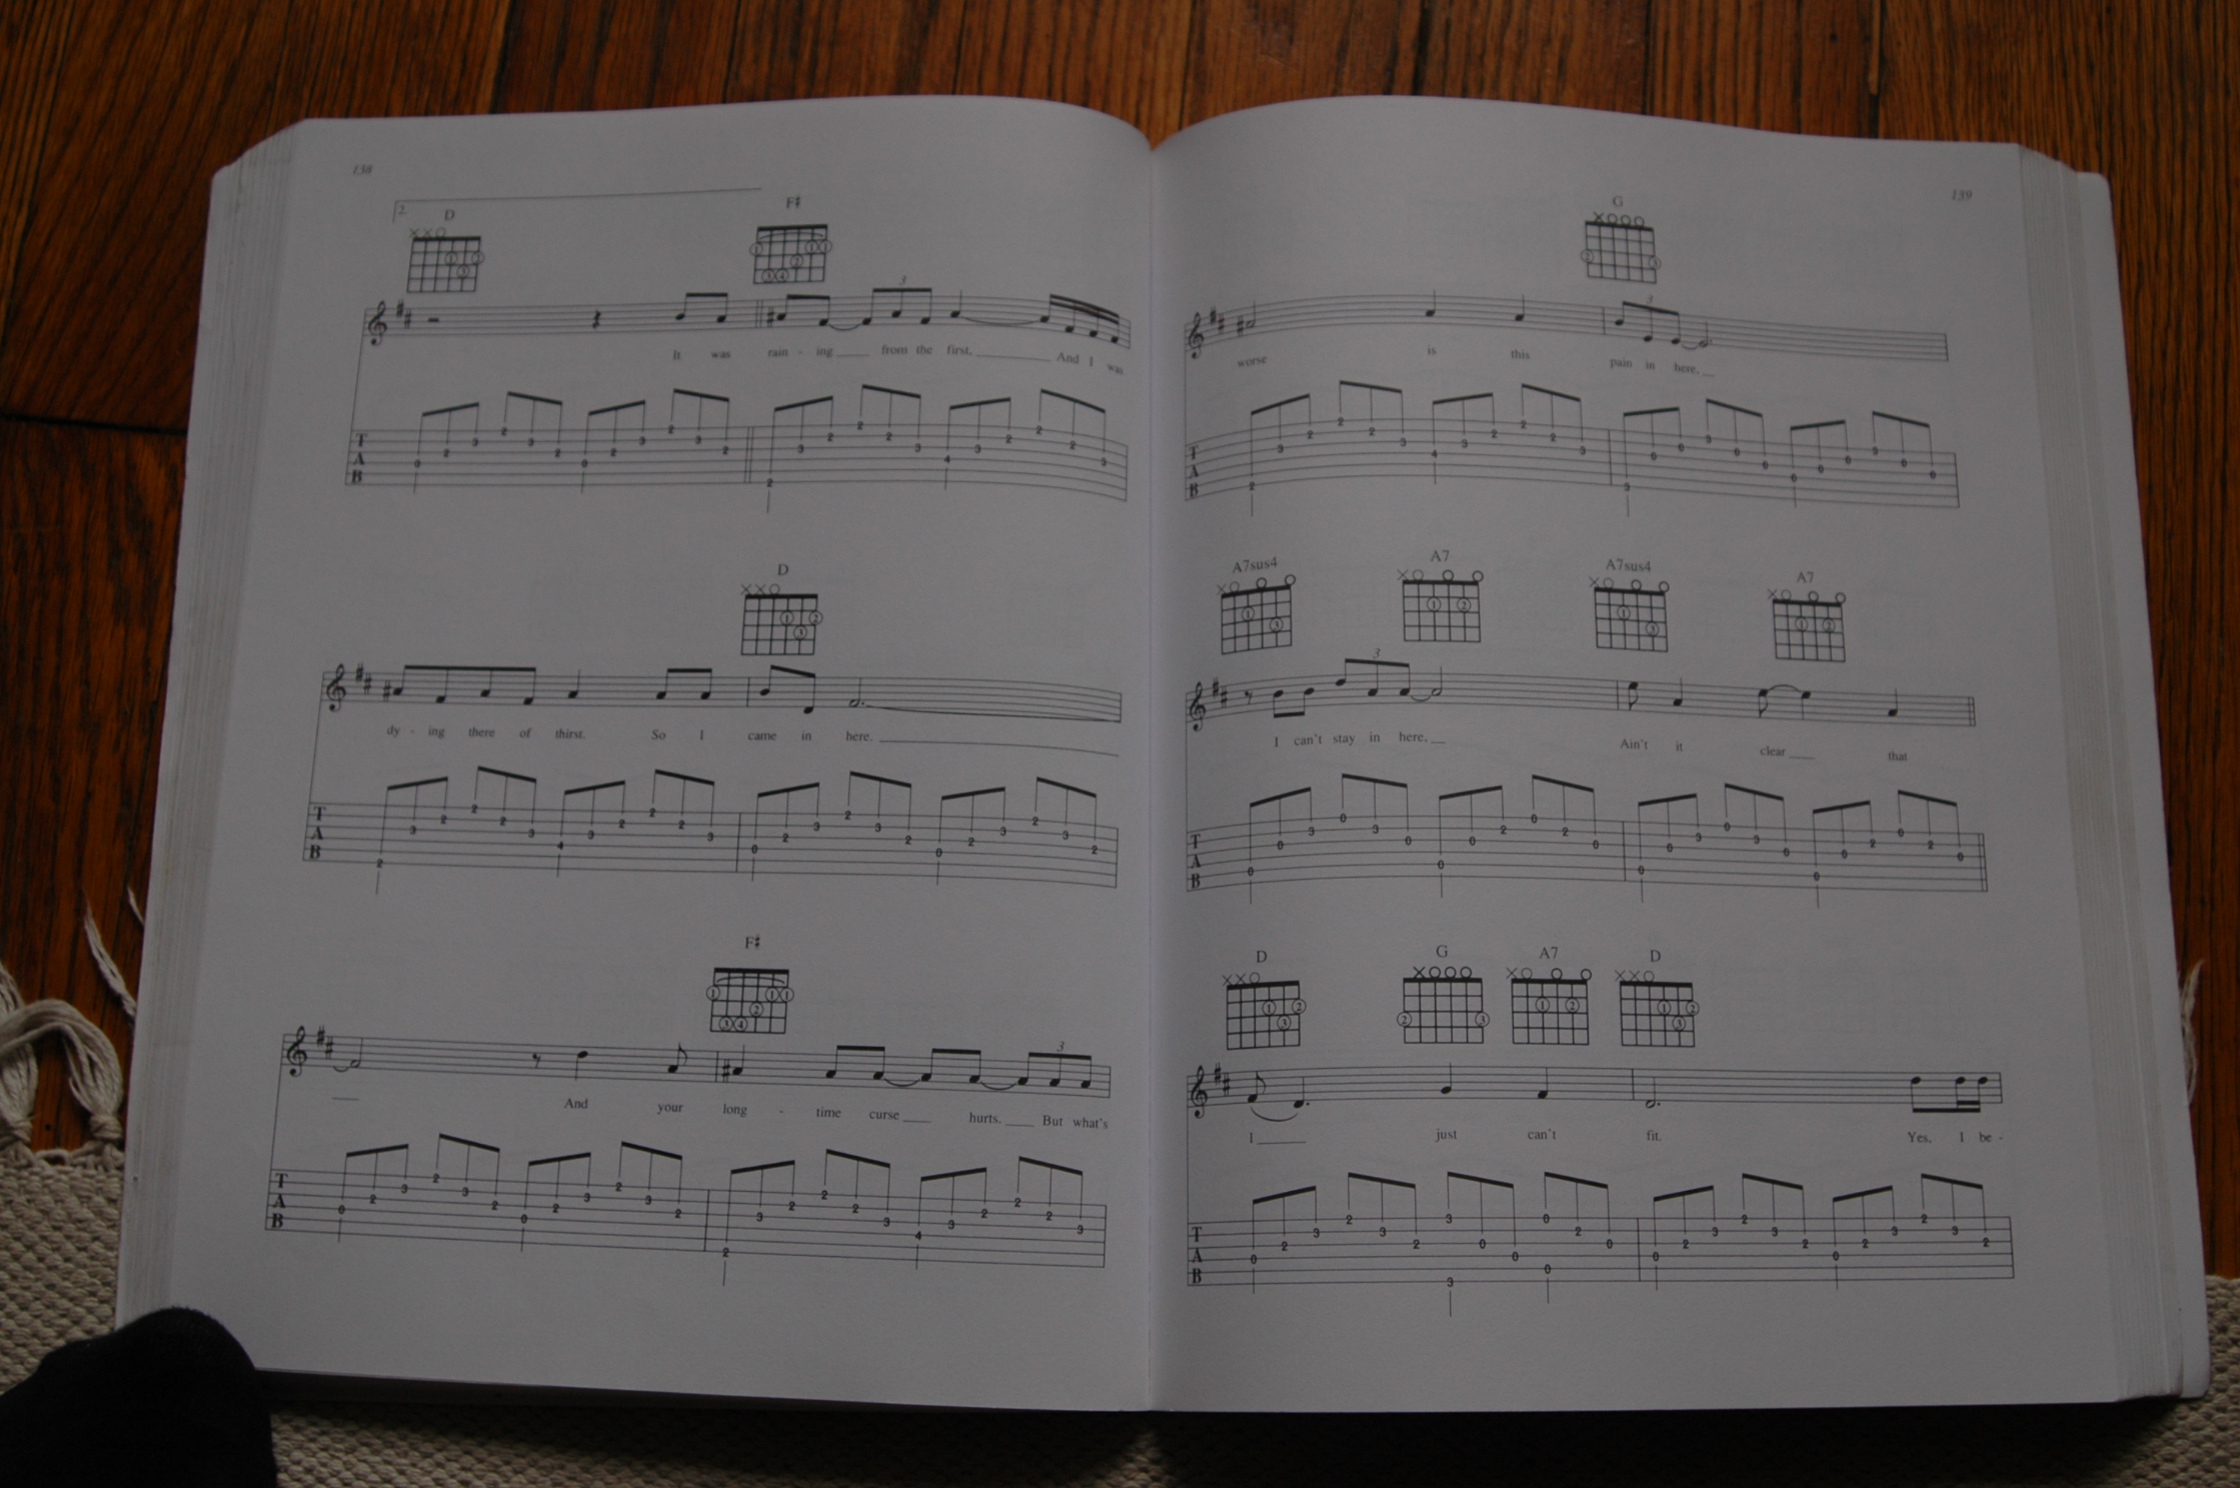 138
2.
D F♯
It was rain - ing from the first. And I was
T
A
B
D
dy - ing there of thirst. So I came in here.
T
A
B
F♯
And your long - time curse hurts. But what's
T
A
B
139
G
worse is this pain in here.
T
A
B
A7sus4 A7 A7sus4 A7
I can't stay in here. Ain't it clear that
T
A
B
D G A7 D
I just can't fit. Yes, I be -
T
A
B